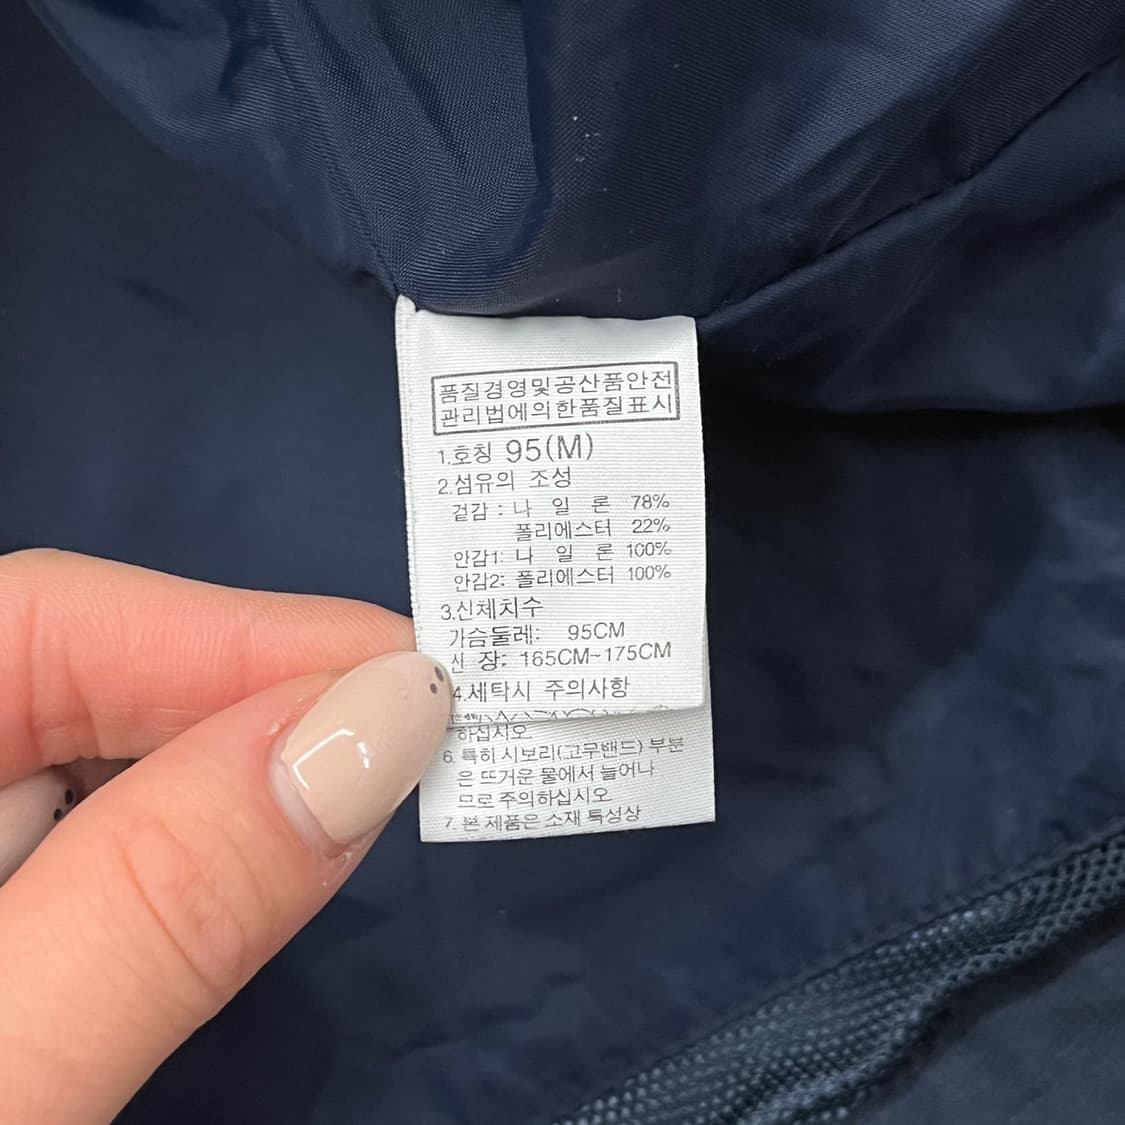 품질경영및공산품안전
관리법에의한품질표시
1.호칭 95(M)
2.섬유의 조성
겉감 : 나 일 론 78%
폴리에스터 22%
안감1: 나 일 론 100%
안감2: 폴리에스터 100%
3.신체치수
가슴둘레: 95CM
신 장: 165CM~175CM
4.세탁시 주의사항
하십시오.
6. 특히 시보리(고무밴드) 부분
은 뜨거운 물에서 늘어나
므로 주의하십시오
7. 본 제품은 소재 특성상